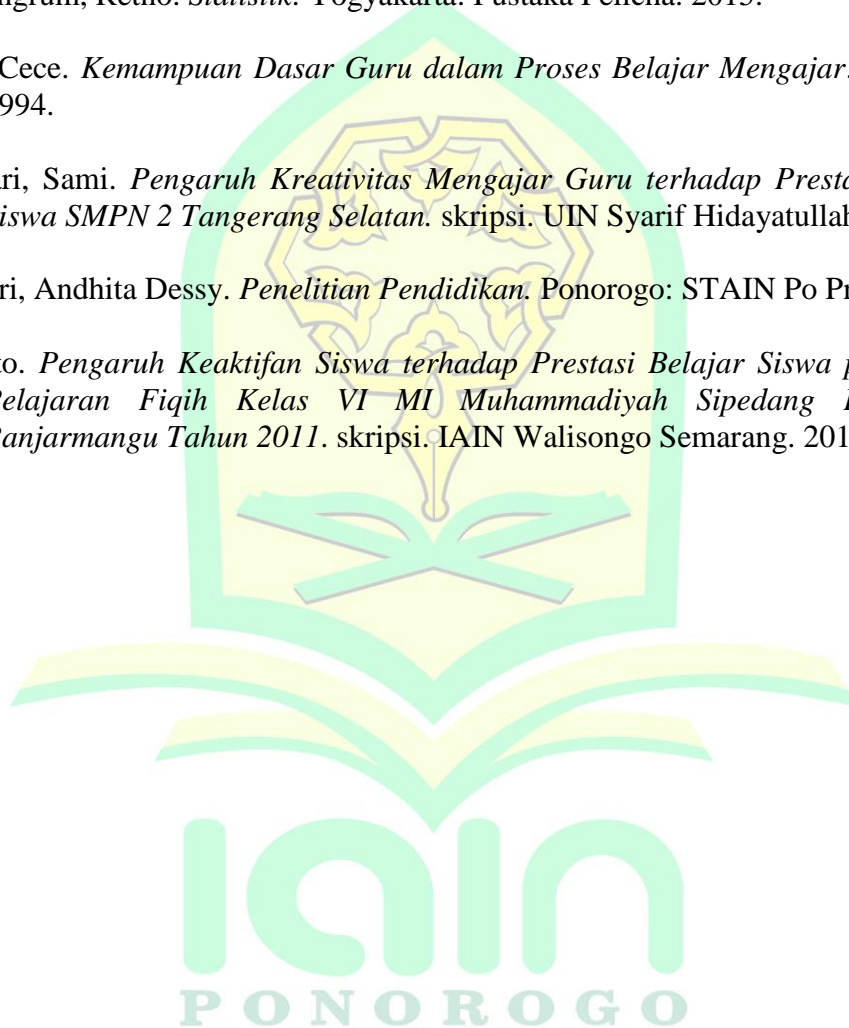 Retno. Statistik. Yogyakarta: Pustaka 2015.
Cece. Kemampuan Dasar Guru dalam Proses Belajar Mengajar.
994.
ri, Sami. Pengaruh Kreativitas Mengajar Guru terhadap Presta
iswa SMPN 2 Tangerang Selatan. skripsi. UIN Syarif Hidayatullah
ri, Andhita Dessy. Penelitian Pendidikan. Ponorogo: STAIN Po Pr
to. Pengaruh Keaktifan Siswa terhadap Prestasi Belajar Siswa p
Pelajaran Fiqih Kelas VI MI Muhammadiyah Sipedang
Banjarmangu Tahun 2011. skripsi. IAIN Walisongo Semarang. 201
iain
PONOROGO